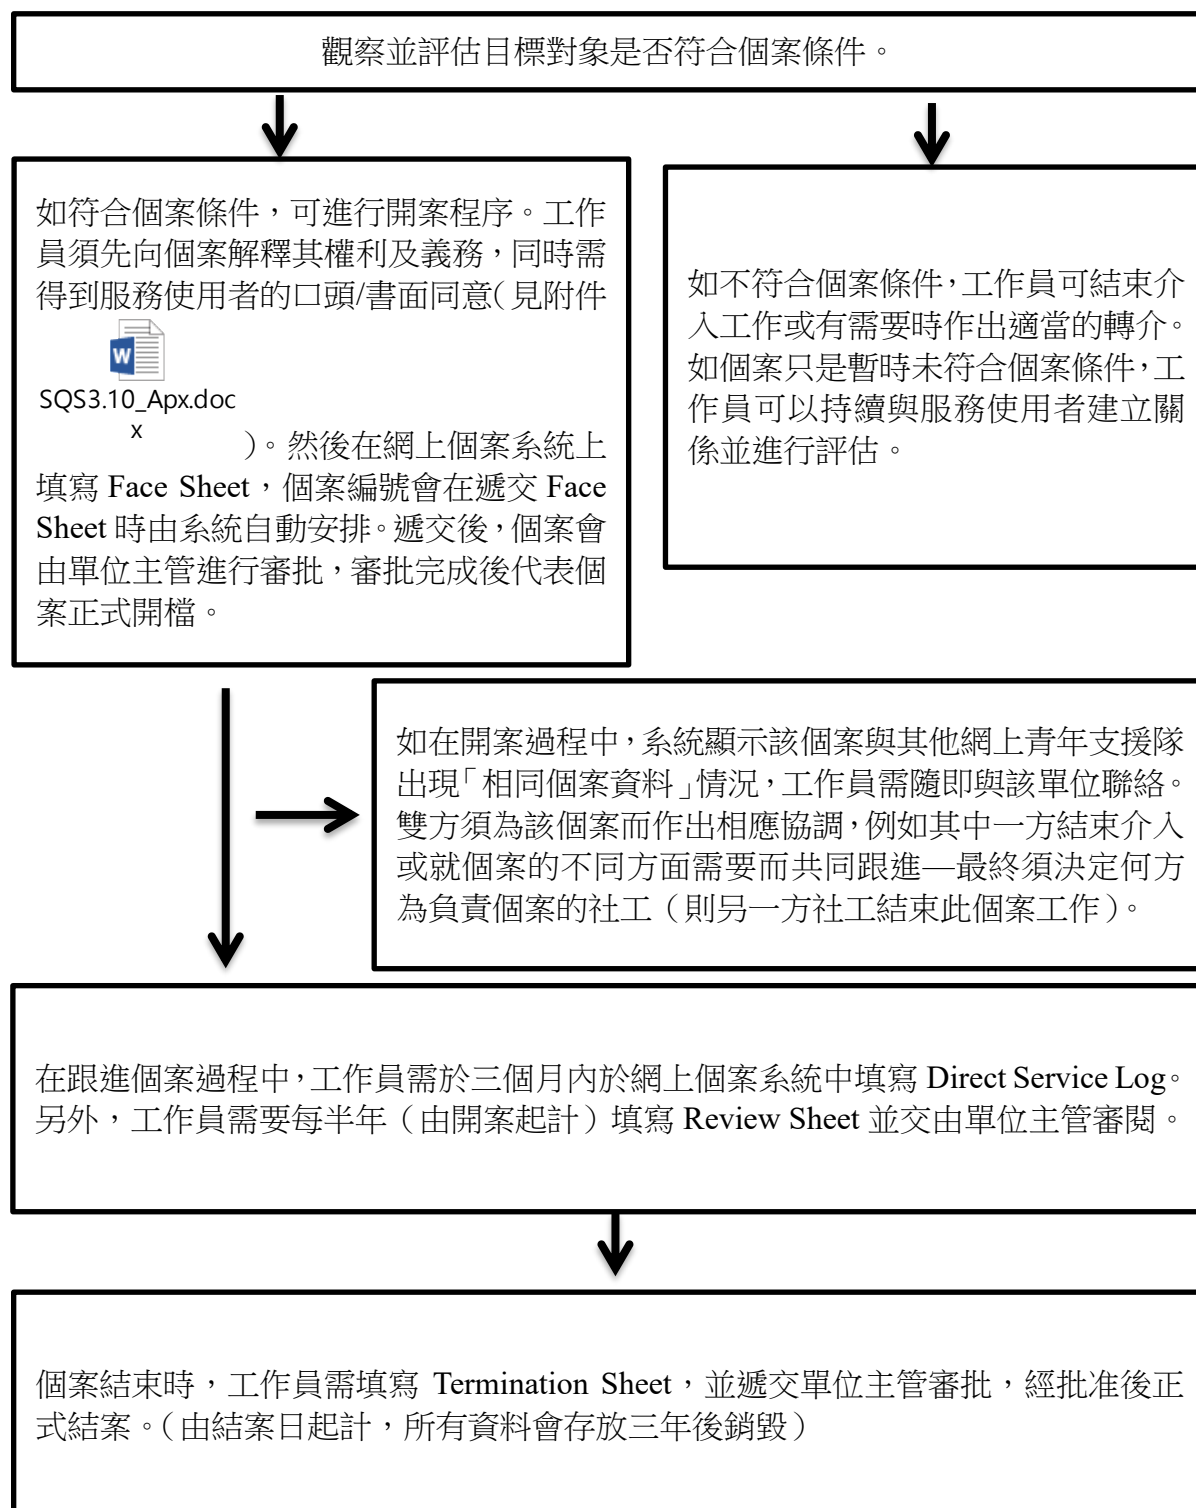 觀察並評估目標對象是否符合個案條件。
如符合個案條件，可進行開案程序。工作
員須先向個案解釋其權利及義務，同時需
得到服務使用者的口頭/書面同意（見附件
W
SQS3.10_Apx.doc
x
）。然後在網上個案系統上
填寫 Face Sheet，個案編號會在遞交 Face
Sheet 時由系統自動安排。遞交後，個案會
由單位主管進行審批，審批完成後代表個
案正式開檔。
如不符合個案條件，工作員可結束介
入工作或有需要時作出適當的轉介。
如個案只是暫時未符合個案條件，工
作員可以持續與服務使用者建立關
係並進行評估。
如在開案過程中，系統顯示該個案與其他網上青年支援隊
出現「相同個案資料」情況，工作員需隨即與該單位聯絡。
雙方須為該個案而作出相應協調，例如其中一方結束介入
或就個案的不同方面需要而共同跟進—最終須決定何方
為負責個案的社工（則另一方社工結束此個案工作）。
在跟進個案過程中，工作員需於三個月內於網上個案系統中填寫 Direct Service Log。
另外，工作員需要每半年（由開案起計）填寫 Review Sheet 並交由單位主管審閱。
個案結束時，工作員需填寫 Termination Sheet，並遞交單位主管審批，經批准後正
式結案。（由結案日起計，所有資料會存放三年後銷毀）